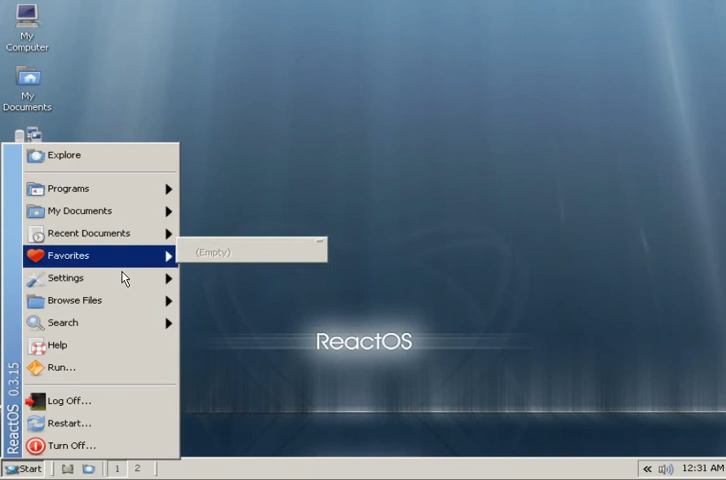 My
Computer
My
Documents
Explore
Programs
My Documents
Recent Documents
Favorites
(Empty)
Settings
Browse Files
Search
Help
Run...
Log Off...
Restart...
Turn Off...
ReactOS 0.3.15
ReactOS
Start
1
2
12:31 AM